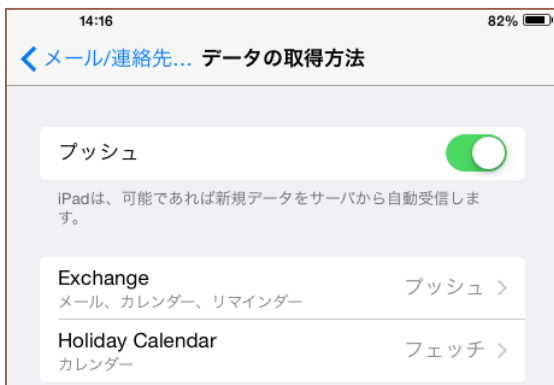 14:16 82%
メール/連絡先... データの取得方法
プッシュ
iPadは、可能であれば新規データをサーバから自動受信しま
す。
Exchange プッシュ
メール、カレンダー、リマインダー
Holiday Calendar フェッチ
カレンダー